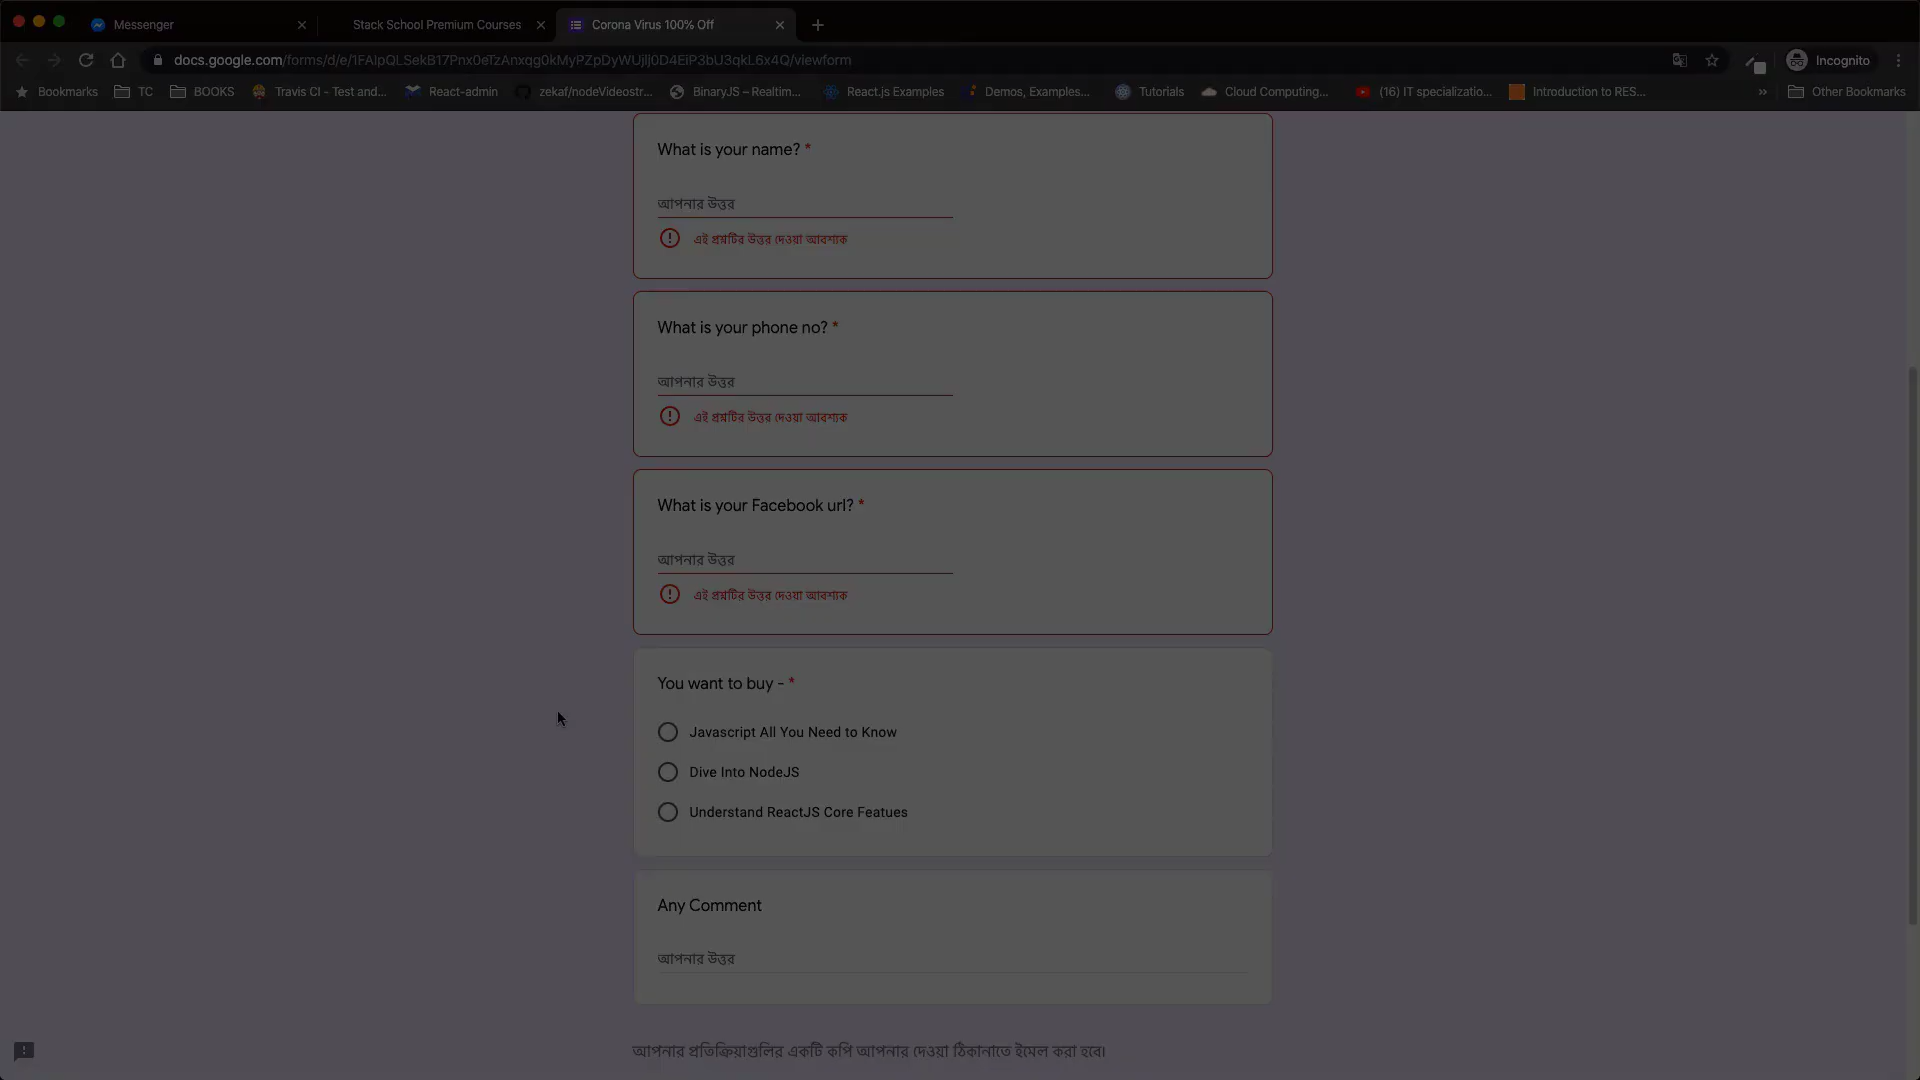 Messenger
Stack School Premium Courses
Corona Virus 100% Off
docs.google.com/forms/d/e/1FAIpQLSekB17Pnx0eTzAnxqg0kMyPZpDyWUjlj0D4EiP3bU3qkL6x4Q/viewform
Incognito
Bookmarks
TC
BOOKS
Travis CI - Test and...
React-admin
zekaf/nodeVideostr...
BinaryJS – Realtim...
React.js Examples
Demos, Examples...
Tutorials
Cloud Computing...
(16) IT specializatio...
Introduction to RES...
Other Bookmarks
What is your name? *
আপনার উত্তর
এই প্রশ্নটির উত্তর দেওয়া আবশ্যক
What is your phone no? *
আপনার উত্তর
এই প্রশ্নটির উত্তর দেওয়া আবশ্যক
What is your Facebook url? *
আপনার উত্তর
এই প্রশ্নটির উত্তর দেওয়া আবশ্যক
You want to buy - *
Javascript All You Need to Know
Dive Into NodeJS
Understand ReactJS Core Featues
Any Comment
আপনার উত্তর
আপনার প্রতিক্রিয়াগুলির একটি কপি আপনার দেওয়া ঠিকানাতে ইমেল করা হবে।